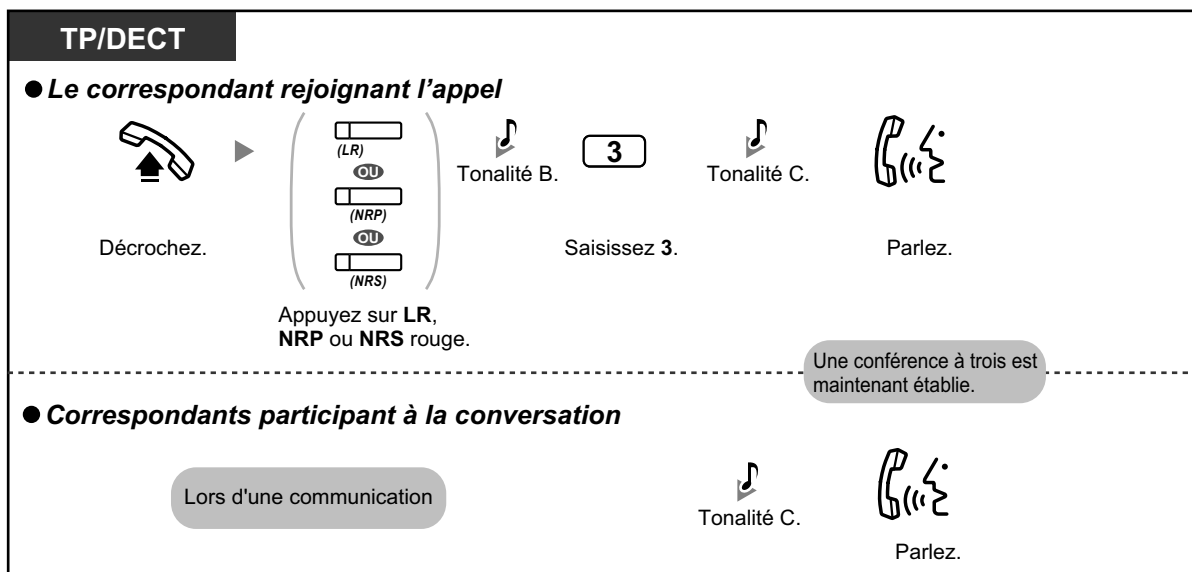 TP/DECT
● Le correspondant rejoignant l'appel
(LR)
OU
(NRP)
OU
(NRS)
Tonalité B.
3
Tonalité C.
Décrochez.
Saisissez 3.
Parlez.
Appuyez sur LR,
NRP ou NRS rouge.
Une conférence à trois est
maintenant établie.
● Correspondants participant à la conversation
Lors d'une communication
Tonalité C.
Parlez.